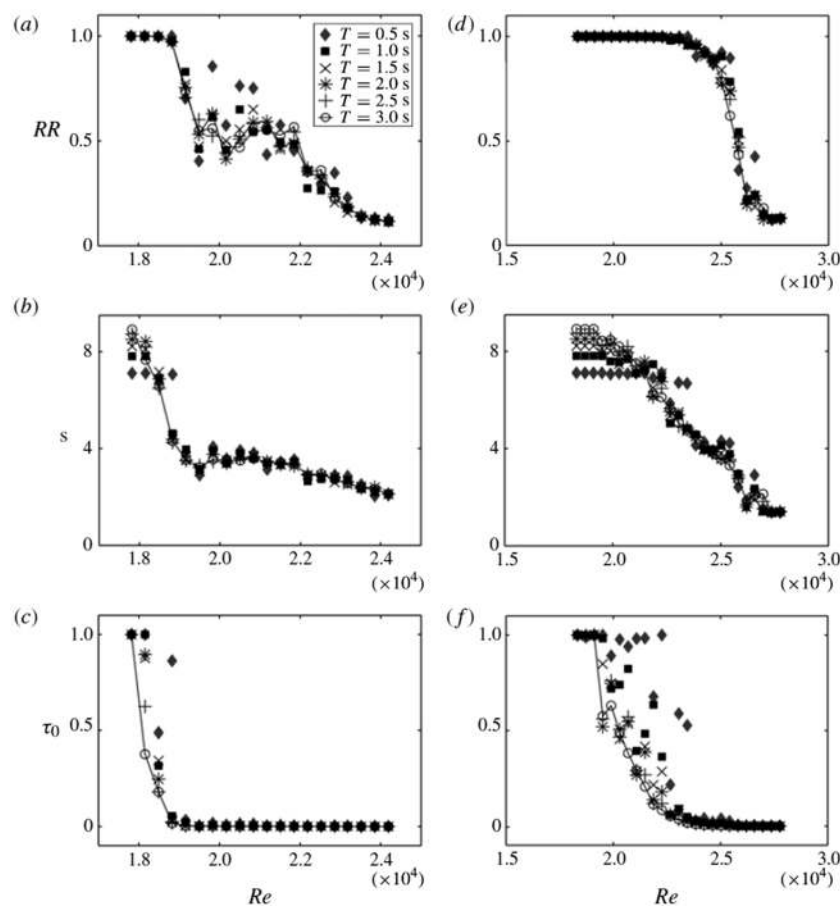 (a)
RR
1.0
0.5
0
1.8
2.0
2.2
2.4
(×10⁴)
T = 0.5 s
T = 1.0 s
T = 1.5 s
T = 2.0 s
T = 2.5 s
T = 3.0 s
(d)
1.0
0.5
0
1.5
2.0
2.5
3.0
(×10⁴)
(b)
s
8
4
0
1.8
2.0
2.2
2.4
(×10⁴)
(e)
8
4
0
1.5
2.0
2.5
3.0
(×10⁴)
(c)
τ₀
1.0
0.5
0
1.8
2.0
2.2
2.4
(×10⁴)
Re
(f)
1.0
0.5
0
1.5
2.0
2.5
3.0
(×10⁴)
Re